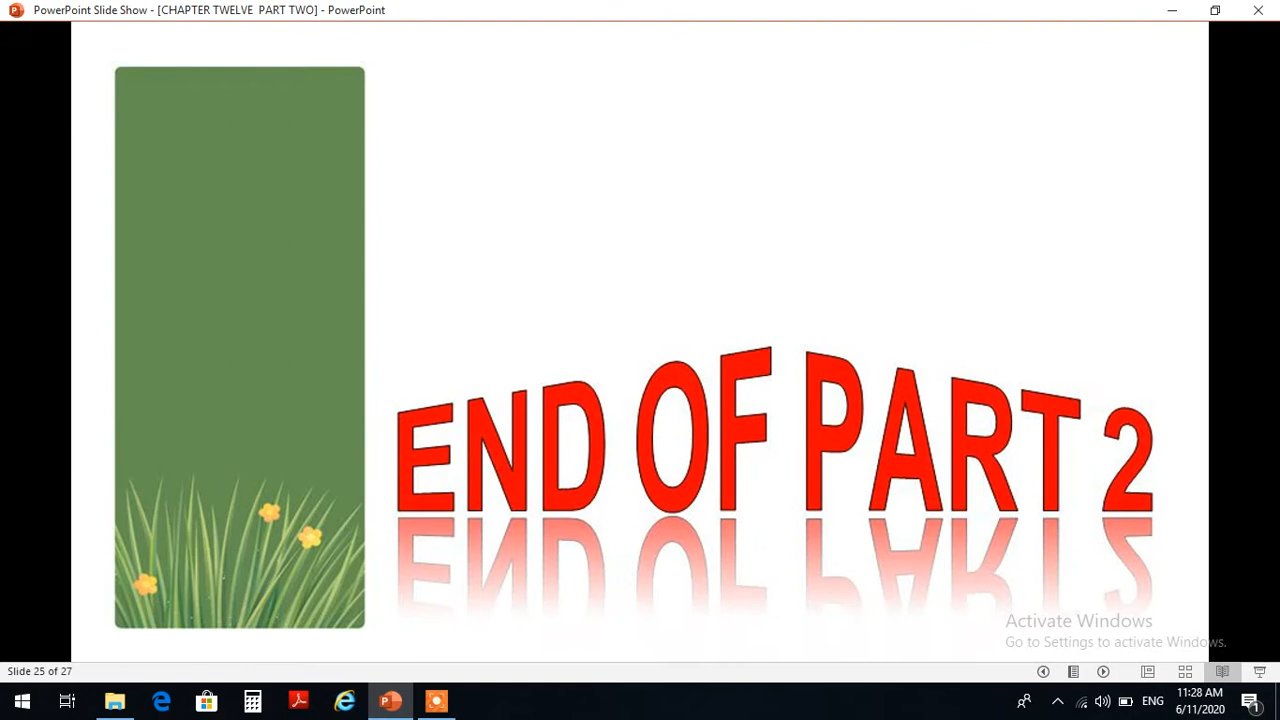 PowerPoint Slide Show - [CHAPTER TWELVE  PART TWO] - PowerPoint
END OF PART 2
Activate Windows
Go to Settings to activate Windows.
Slide 25 of 27
ENG
11:28 AM
6/11/2020
1